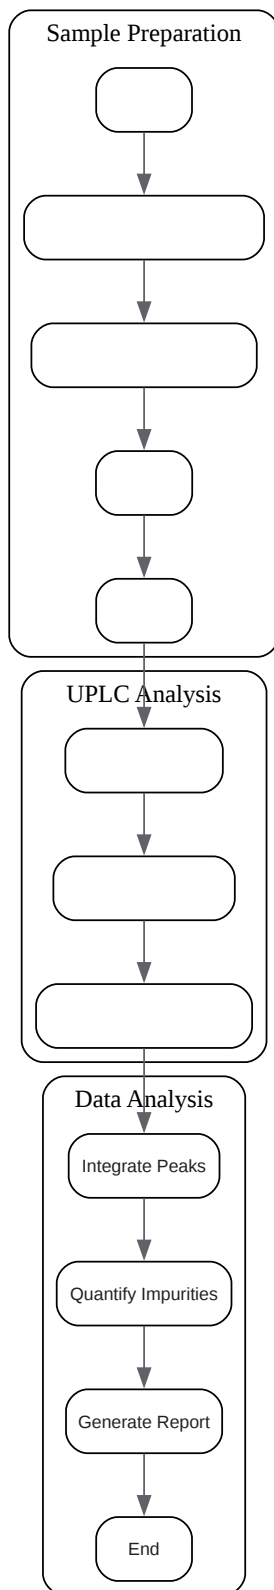 Sample Preparation
UPLC Analysis
Data Analysis
Integrate Peaks
Quantify Impurities
Generate Report
End